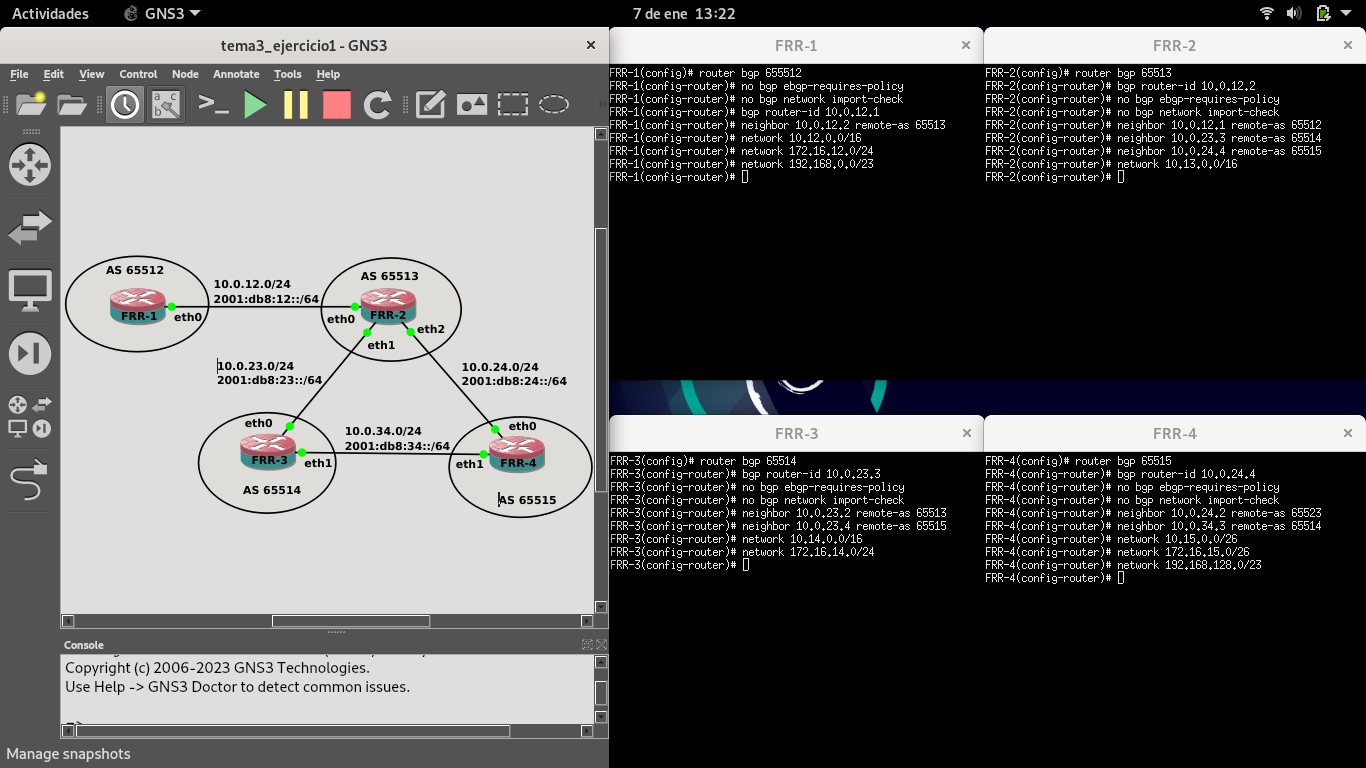 Actividades
GNS3
7 de ene 13:22
tema3_ejercicio1 - GNS3
File Edit View Control Node Annotate Tools Help
AS 65512
FRR-1
eth0
10.0.12.0/24
2001:db8:12::/64
AS 65513
FRR-2
eth0
eth2
eth1
10.0.23.0/24
2001:db8:23::/64
10.0.24.0/24
2001:db8:24::/64
eth0
FRR-3
eth1
AS 65514
10.0.34.0/24
2001:db8:34::/64
eth0
eth1
FRR-4
AS 65515
Console
Copyright (c) 2006-2023 GNS3 Technologies.
Use Help -> GNS3 Doctor to detect common issues.
Manage snapshots
FRR-1
FRR-1(config)# router bgp 655512
FRR-1(config-router)# no bgp ebgp-requires-policy
FRR-1(config-router)# no bgp network import-check
FRR-1(config-router)# bgp router-id 10.0.12.1
FRR-1(config-router)# neighbor 10.0.12.2 remote-as 65513
FRR-1(config-router)# network 10.12.0.0/16
FRR-1(config-router)# network 172.16.12.0/24
FRR-1(config-router)# network 192.168.0.0/23
FRR-1(config-router)#
FRR-2
FRR-2(config)# router bgp 65513
FRR-2(config-router)# bgp router-id 10.0.12.2
FRR-2(config-router)# no bgp ebgp-requires-policy
FRR-2(config-router)# no bgp network import-check
FRR-2(config-router)# neighbor 10.0.12.1 remote-as 65512
FRR-2(config-router)# neighbor 10.0.23.3 remote-as 65514
FRR-2(config-router)# neighbor 10.0.24.4 remote-as 65515
FRR-2(config-router)# network 10.13.0.0/16
FRR-2(config-router)#
FRR-3
FRR-3(config)# router bgp 65514
FRR-3(config-router)# bgp router-id 10.0.23.3
FRR-3(config-router)# no bgp ebgp-requires-policy
FRR-3(config-router)# no bgp network import-check
FRR-3(config-router)# neighbor 10.0.23.2 remote-as 65513
FRR-3(config-router)# neighbor 10.0.23.4 remote-as 65515
FRR-3(config-router)# network 10.14.0.0/16
FRR-3(config-router)# network 172.16.14.0/24
FRR-3(config-router)#
FRR-4
FRR-4(config)# router bgp 65515
FRR-4(config-router)# bgp router-id 10.0.24.4
FRR-4(config-router)# no bgp ebgp-requires-policy
FRR-4(config-router)# no bgp network import-check
FRR-4(config-router)# neighbor 10.0.24.2 remote-as 65523
FRR-4(config-router)# neighbor 10.0.34.3 remote-as 65514
FRR-4(config-router)# network 10.15.0.0/26
FRR-4(config-router)# network 172.16.15.0/26
FRR-4(config-router)# network 192.168.128.0/23
FRR-4(config-router)#